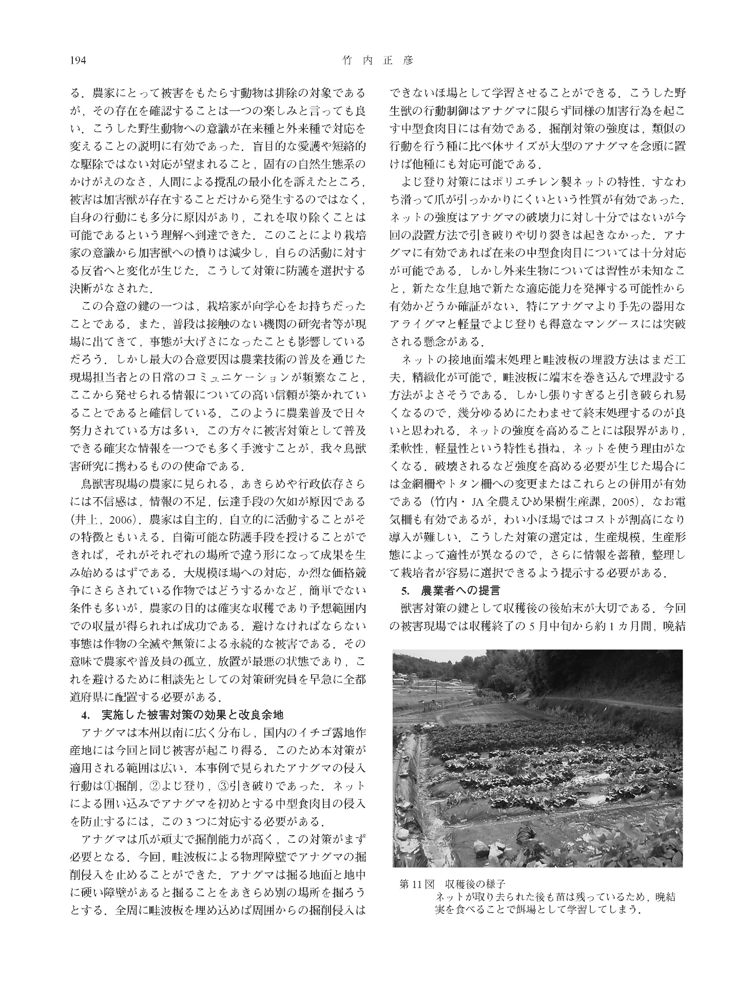 194
竹内正彦
る．農家にとって被害をもたらす動物は排除の対象である
が，その存在を確認することは一つの楽しみと言っても良
い．こうした野生動物への意識が在来種と外来種で対応を
変えることの説明に有効であった．盲目的な愛護や短絡的
な駆除ではない対応が望まれること，固有の自然生態系の
かけがえのなさ，人間による攪乱の最小化を訴えたところ，
被害は加害獣が存在することだけから発生するのではなく，
自身の行動にも多分に原因があり，これを取り除くことは
可能であるという理解へ到達できた．このことにより栽培
家の意識から加害獣への憤りは減少し，自らの活動に対す
る反省へと変化が生じた．こうして対策に防護を選択する
決断がなされた．
この合意の鍵の一つは，栽培家が向学心をお持ちだった
ことである．また，普段は接触のない機関の研究者等が現
場に出てきて，事態が大げさになったことも影響している
だろう．しかし最大の合意要因は農業技術の普及を通じた
現場担当者との日常のコミュニケーションが頻繁なこと，
ここから発せられる情報についての高い信頼が築かれてい
ることであると確信している．このように農業普及で日々
努力されている方は多い．この方々に被害対策として普及
できる確実な情報を一つでも多く手渡すことが，我々鳥獣
害研究に携わるものの使命である．
鳥獣害現場の農家に見られる，あきらめや行政依存さら
には不信感は，情報の不足，伝達手段の欠如が原因である
（井上，2006）．農家は自主的，自立的に活動することがそ
の特徴ともいえる．自衛可能な防護手段を授けることがで
きれば，それがそれぞれの場所で違う形になって成果を生
み始めるはずである．大規模ほ場への対応，か烈な価格競
争にさらされている作物ではどうするかなど，簡単でない
条件も多いが，農家の目的は確実な収穫であり予想範囲内
での収量が得られれば成功である．避けなければならない
事態は作物の全滅や無策による永続的な被害である．その
意味で農家や普及員の孤立，放置が最悪の状態であり，こ
れを避けるために相談先としての対策研究員を早急に全都
道府県に配置する必要がある．
4. 実施した被害対策の効果と改良余地
アナグマは本州以南に広く分布し，国内のイチゴ露地作
産地には今回と同じ被害が起こり得る．このため本対策が
適用される範囲は広い．本事例で見られたアナグマの侵入
行動は①掘削，②よじ登り，③引き破りであった．ネット
による囲い込みでアナグマを初めとする中型食肉目の侵入
を防止するには，この 3 つに対応する必要がある．
アナグマは爪が頑丈で掘削能力が高く，この対策がまず
必要となる．今回，畦波板による物理障壁でアナグマの掘
削侵入を止めることができた．アナグマは掘る地面と地中
に硬い障壁があると掘ることをあきらめ別の場所を掘ろう
とする．全周に畦波板を埋め込めば周囲からの掘削侵入は
できないほ場として学習させることができる．こうした野
生獣の行動制御はアナグマに限らず同様の加害行為を起こ
す中型食肉目には有効である．掘削対策の強度は，類似の
行動を行う種に比べ体サイズが大型のアナグマを念頭に置
けば他種にも対応可能である．
よじ登り対策にはポリエチレン製ネットの特性，すなわ
ち滑って爪が引っかかりにくいという性質が有効であった．
ネットの強度はアナグマの破壊力に対し十分ではないが今
回の設置方法で引き破りや切り裂きは起きなかった．アナ
グマに有効であれば在来の中型食肉目については十分対応
が可能である．しかし外来生物については習性が未知なこ
と，新たな生息地で新たな適応能力を発揮する可能性から
有効かどうか確証がない．特にアナグマより手先の器用な
アライグマと軽量でよじ登りも得意なマングースには突破
される懸念がある．
ネットの接地面端末処理と畦波板の埋設方法はまだ工
夫，精緻化が可能で，畦波板に端末を巻き込んで埋設する
方法がよさそうである．しかし張りすぎると引き破られ易
くなるので，幾分ゆるめにたわませて終末処理するのが良
いと思われる．ネットの強度を高めることには限界があり，
柔軟性，軽量性という特性も損ね，ネットを使う理由がな
くなる．破壊されるなど強度を高める必要が生じた場合に
は金網柵やトタン柵への変更またはこれらとの併用が有効
である（竹内・JA 全農えひめ果樹生産課，2005）．なお電
気柵も有効であるが，わい小ほ場ではコストが割高になり
導入が難しい．こうした対策の選定は，生産規模，生産形
態によって適性が異なるので，さらに情報を蓄積，整理し
て栽培者が容易に選択できるよう提示する必要がある．
5. 農業者への提言
獣害対策の鍵として収穫後の後始末が大切である．今回
の被害現場では収穫終了の 5 月中旬から約 1 カ月間，晩結
第 11 図 収穫後の様子
ネットが取り去られた後も苗は残っているため，晩結
実を食べることで餌場として学習してしまう．